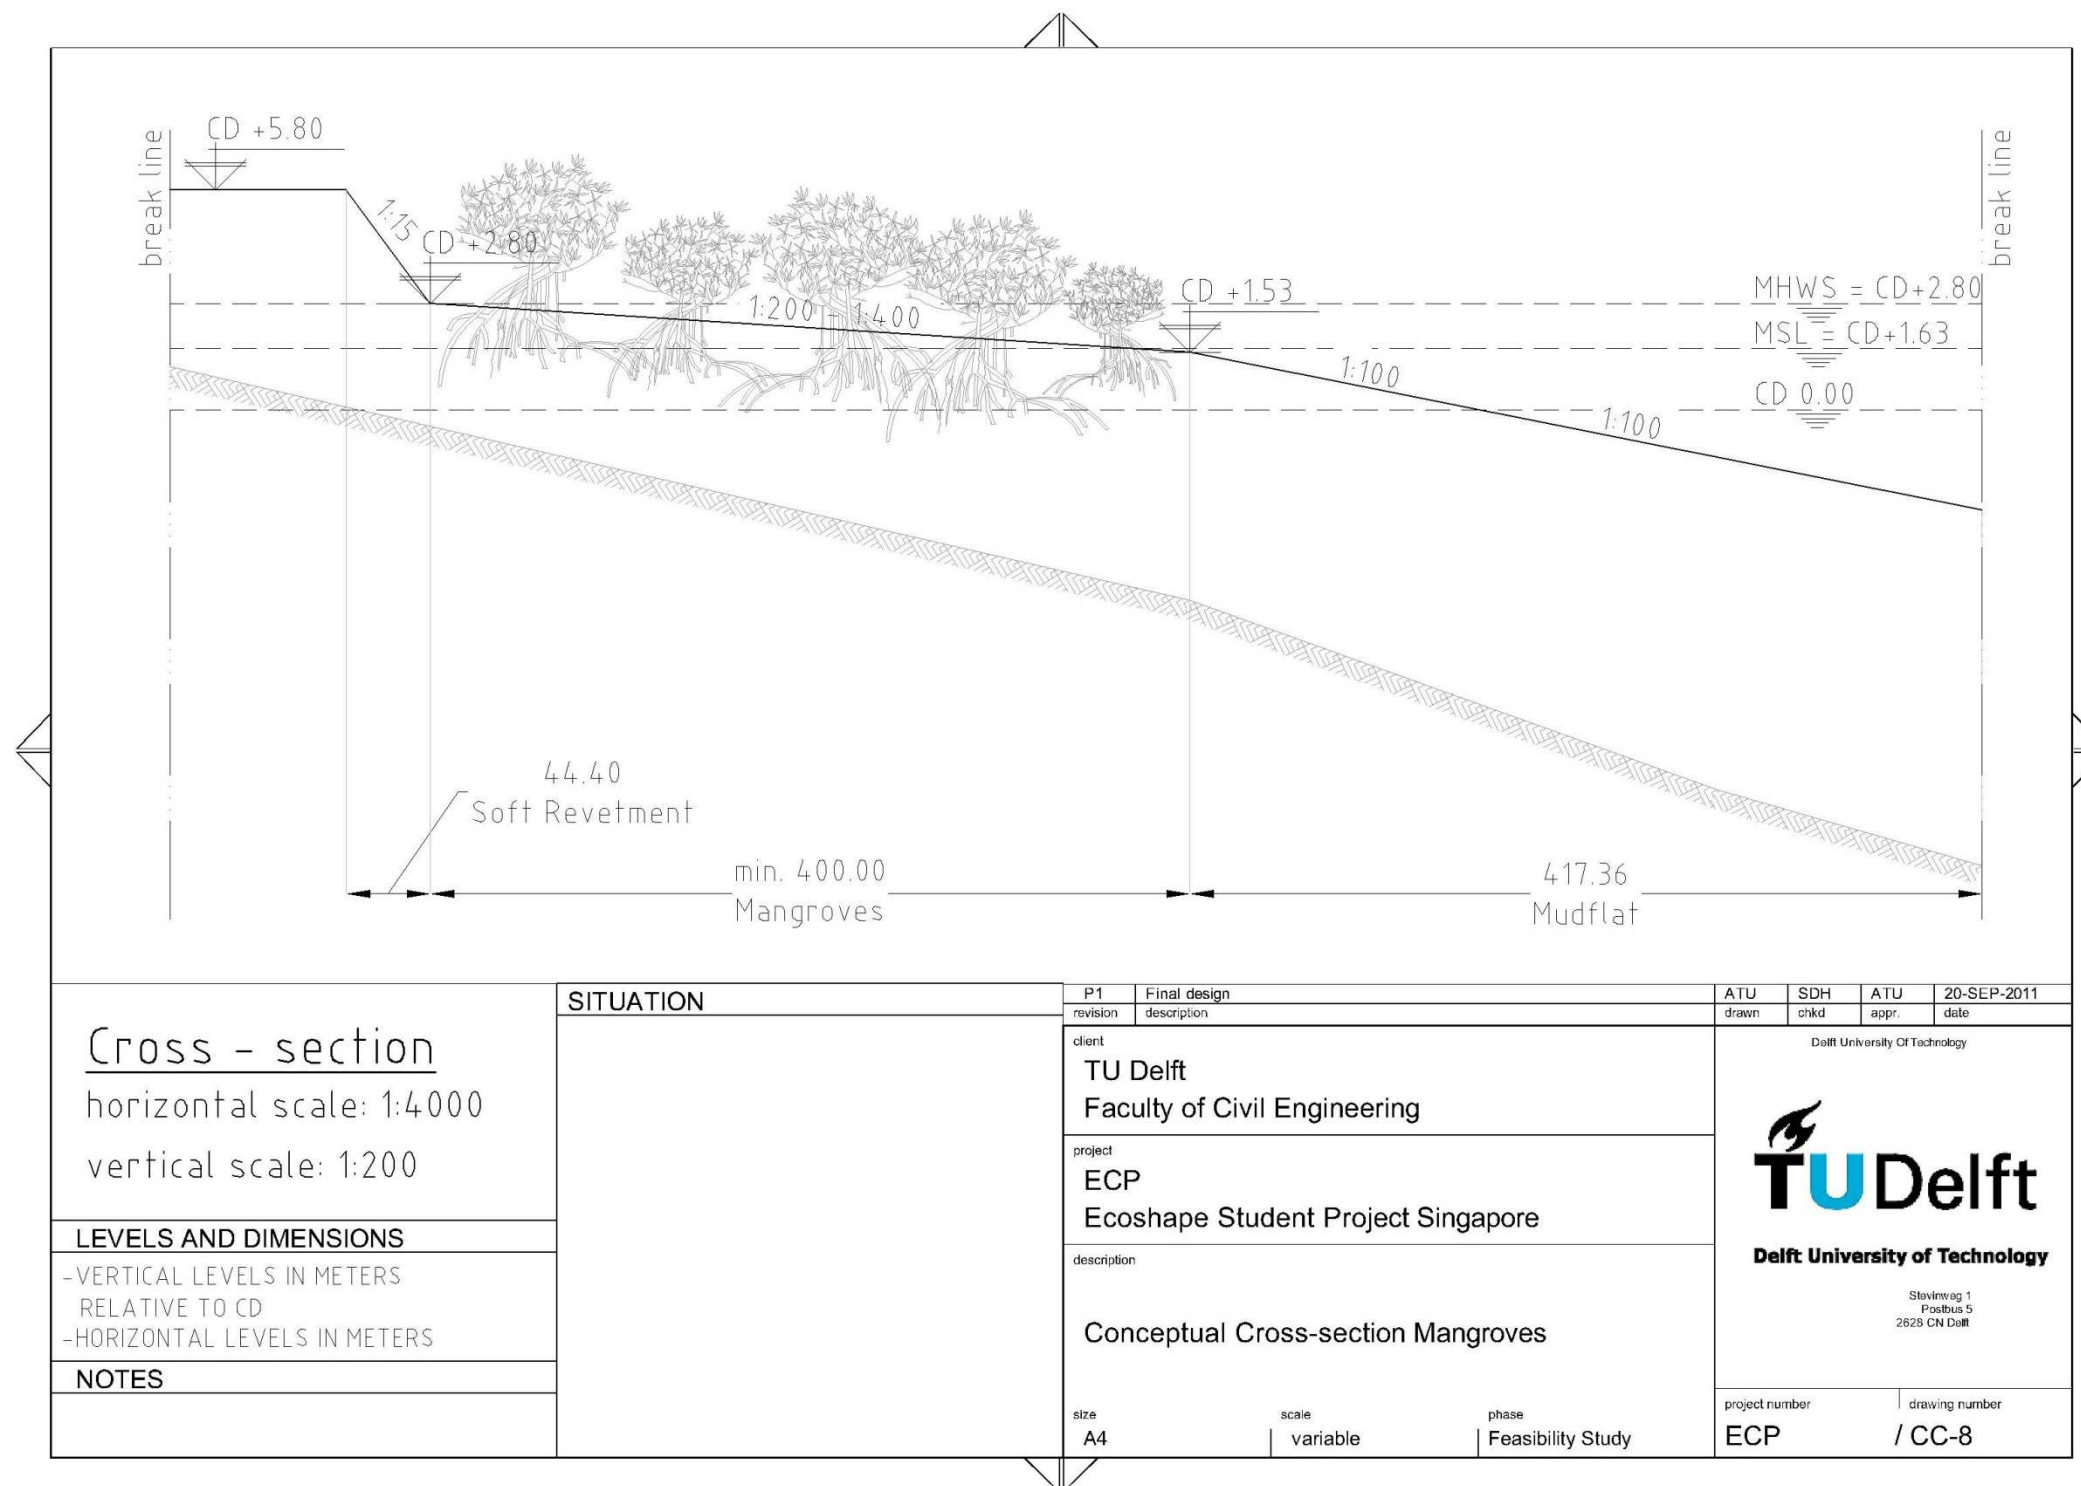 break line
CD +5.80
1:15
CD +2.80
1:200 - 1:400
CD +1.53
1:100
1:100
break line
MHWS = CD+2.80
MSL = CD+1.63
CD 0.00
44.40
Soft Revetment
min. 400.00
Mangroves
417.36
Mudflat
Cross - section
horizontal scale: 1:4000
vertical scale: 1:200
LEVELS AND DIMENSIONS
-VERTICAL LEVELS IN METERS
RELATIVE TO CD
-HORIZONTAL LEVELS IN METERS
NOTES
SITUATION
P1 Final design ATU SDH ATU 20-SEP-2011
revision description drawn chkd appr. date
client
TU Delft
Faculty of Civil Engineering
project
ECP
Ecoshape Student Project Singapore
description
Conceptual Cross-section Mangroves
size scale phase
A4 variable Feasibility Study
Delft University Of Technology
TU Delft
Delft University of Technology
Stevinweg 1
Postbus 5
2628 CN Delft
project number drawing number
ECP / CC-8